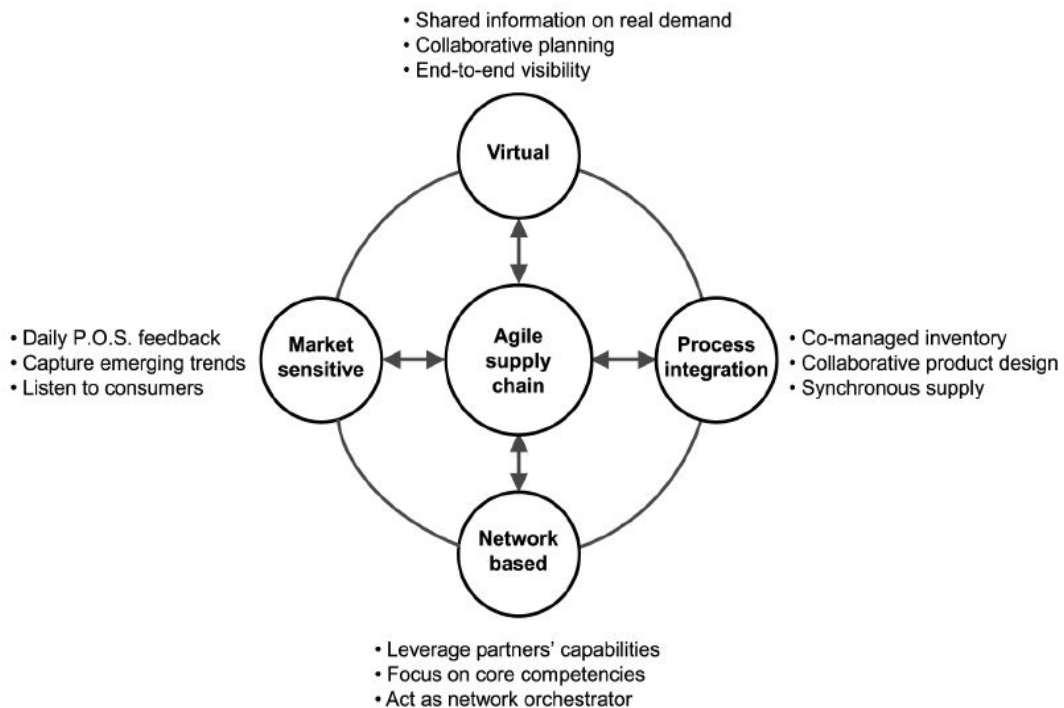 • Shared information on real demand
• Collaborative planning
• End-to-end visibility
Virtual
• Daily P.O.S. feedback
• Capture emerging trends
• Listen to consumers
Market
sensitive
Agile
supply
chain
Process
integration
• Co-managed inventory
• Collaborative product design
• Synchronous supply
Network
based
• Leverage partners’ capabilities
• Focus on core competencies
• Act as network orchestrator